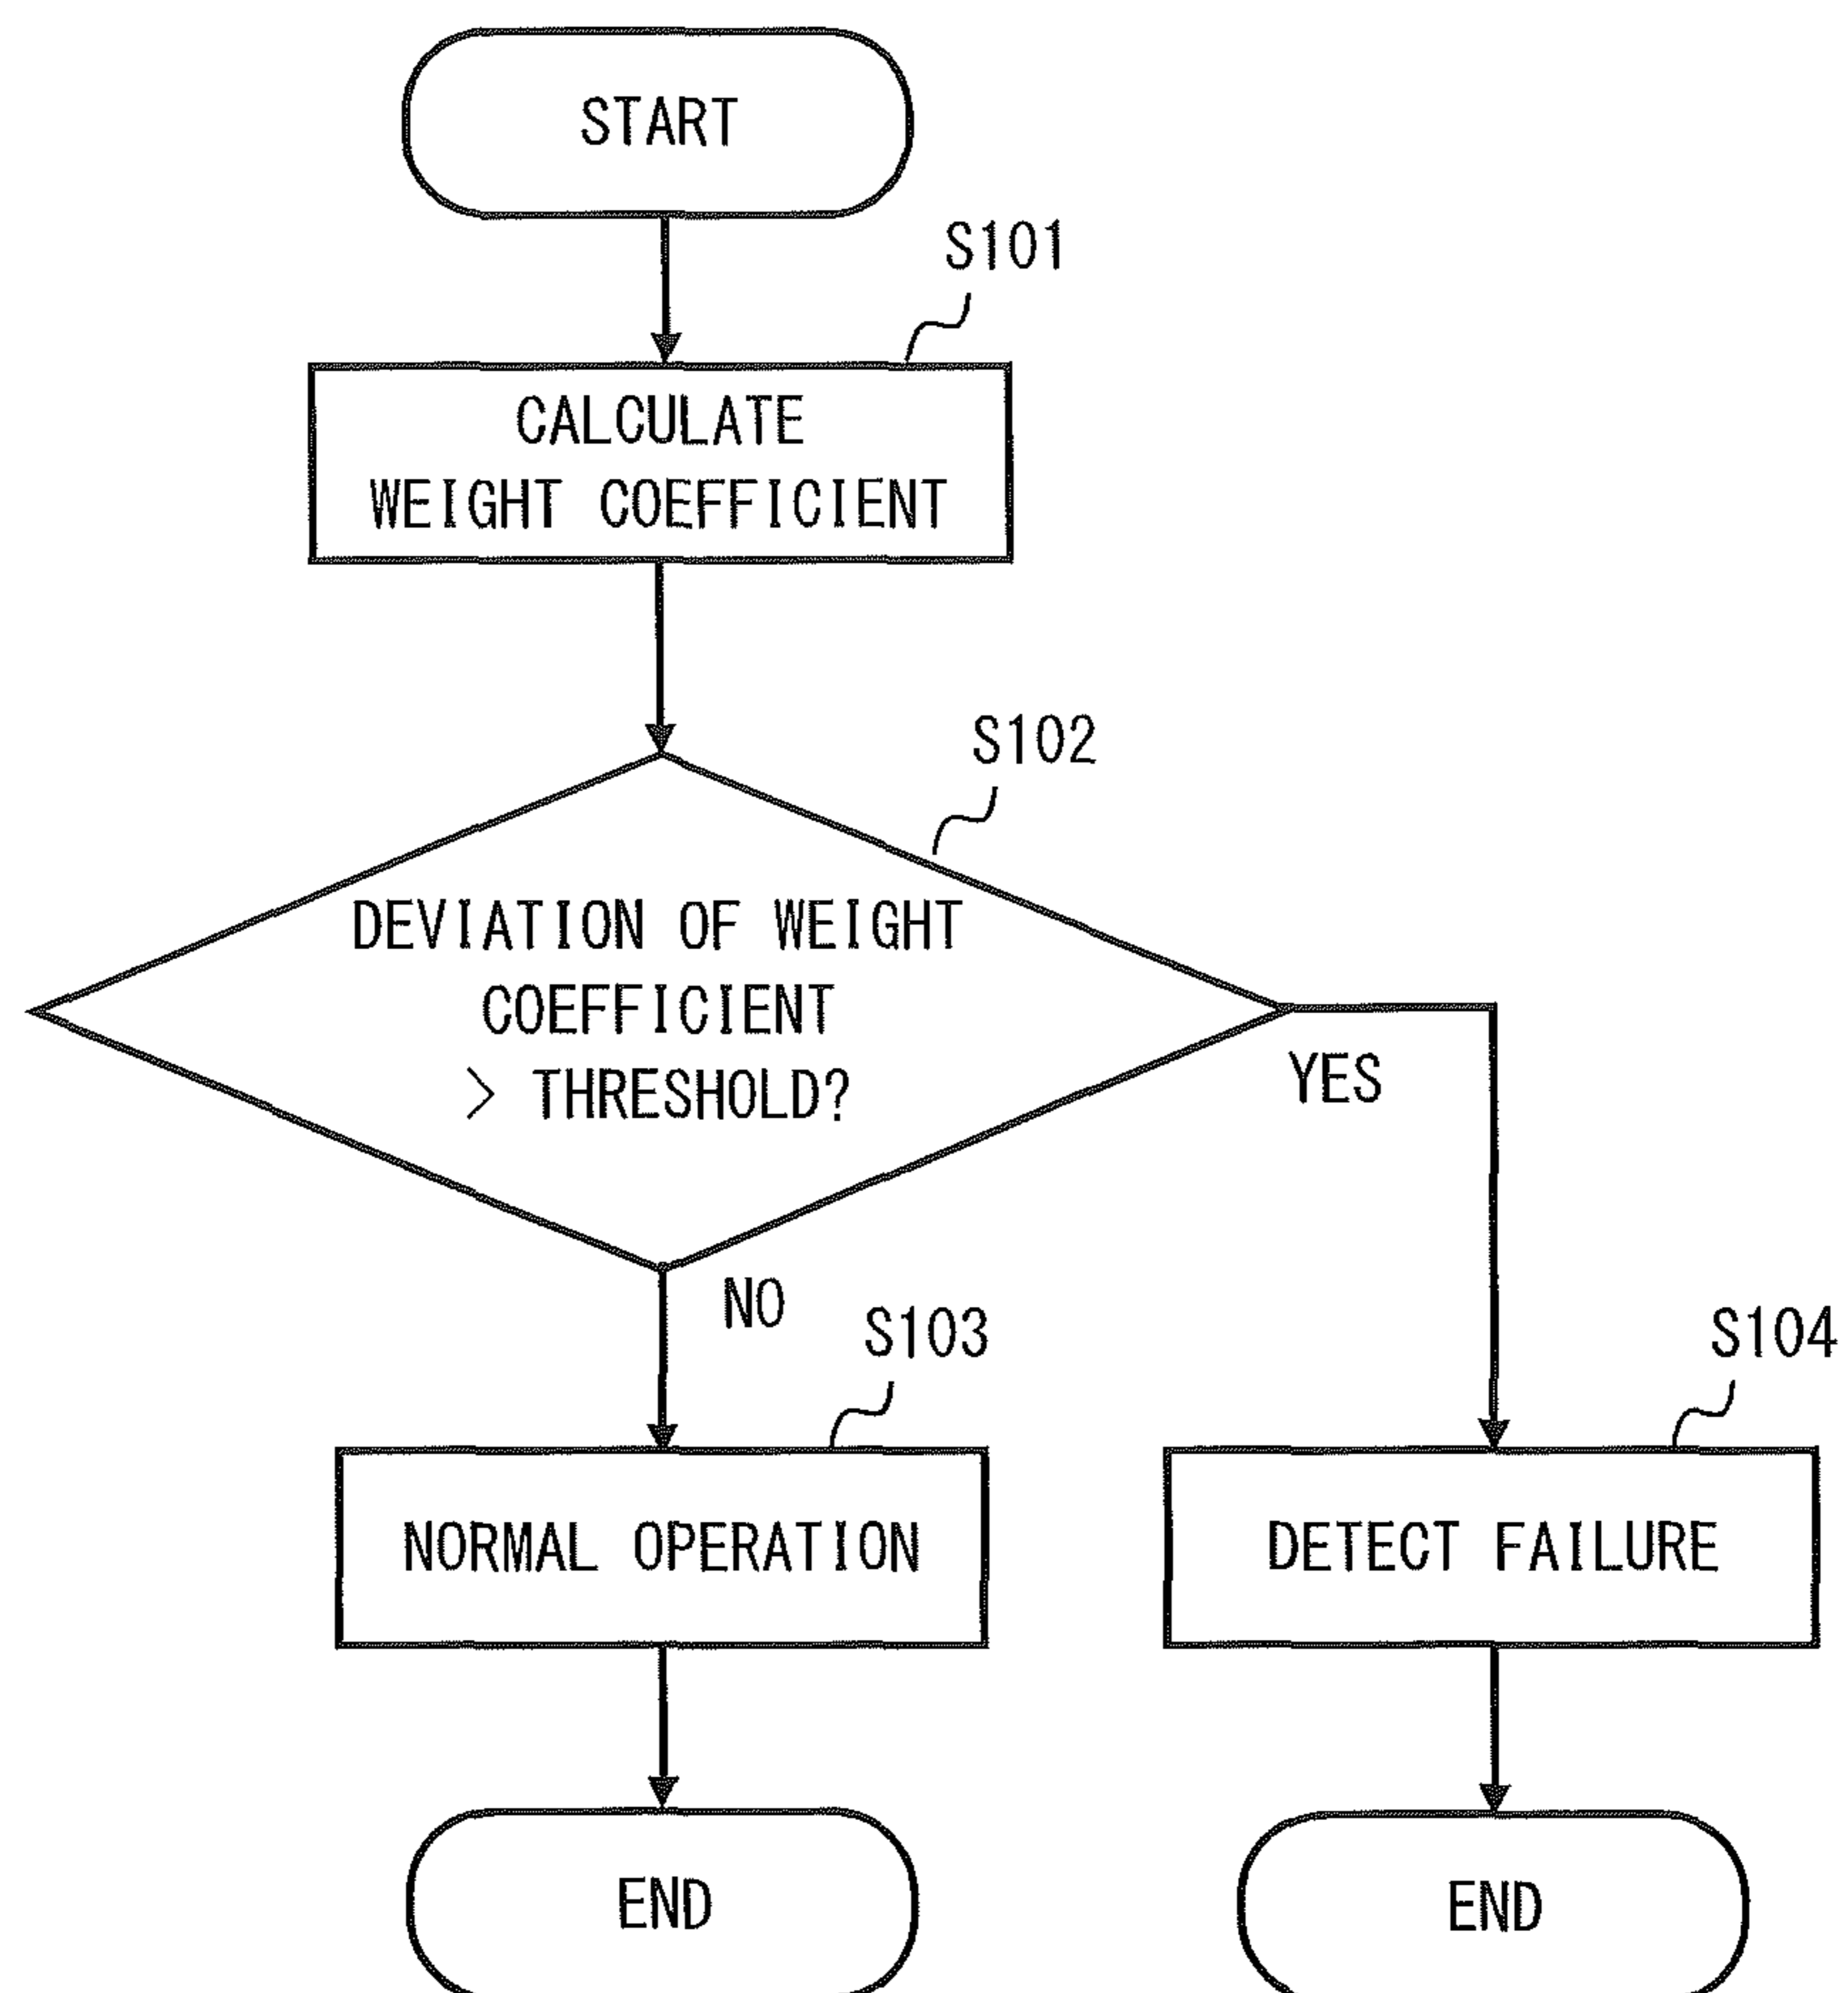 START
S101
CALCULATE
WEIGHT COEFFICIENT
S102
DEVIATION OF WEIGHT
COEFFICIENT
> THRESHOLD?
YES
NO
S103
S104
NORMAL OPERATION
DETECT FAILURE
END
END